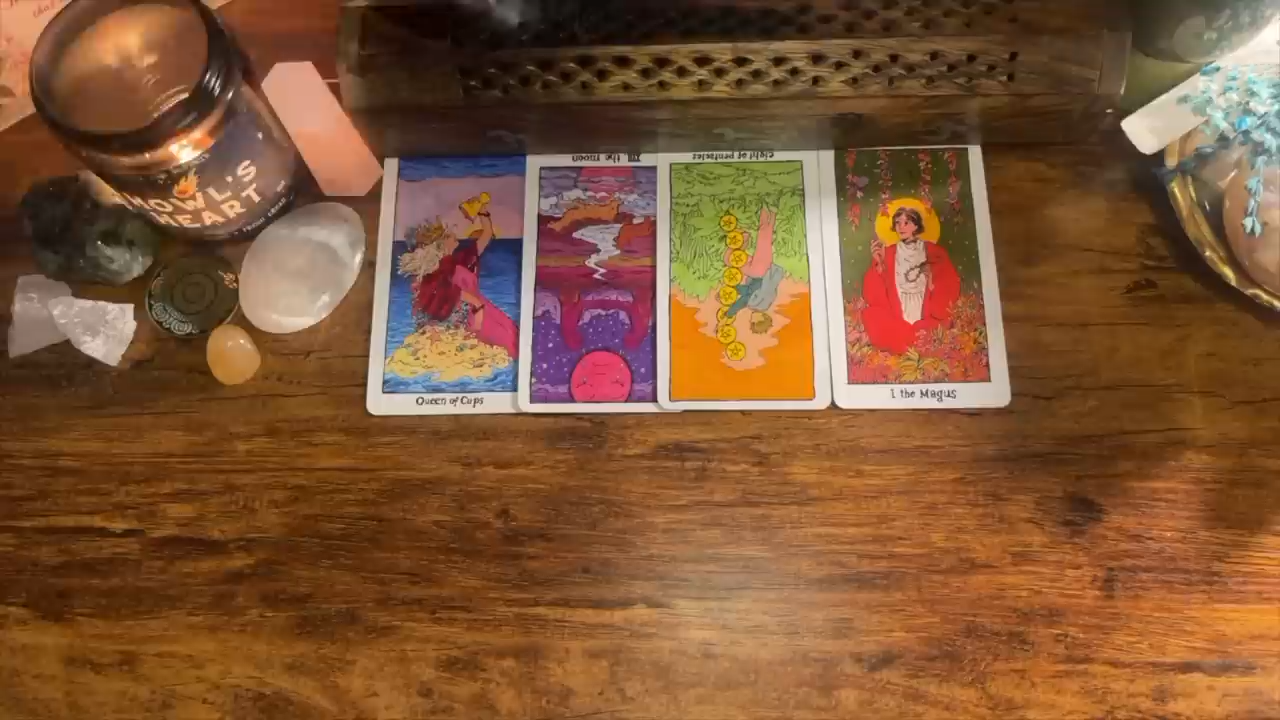 HOWL'S
HEART
Queen of Cups
XVIII the moon
eight of pentacles
I the Magus